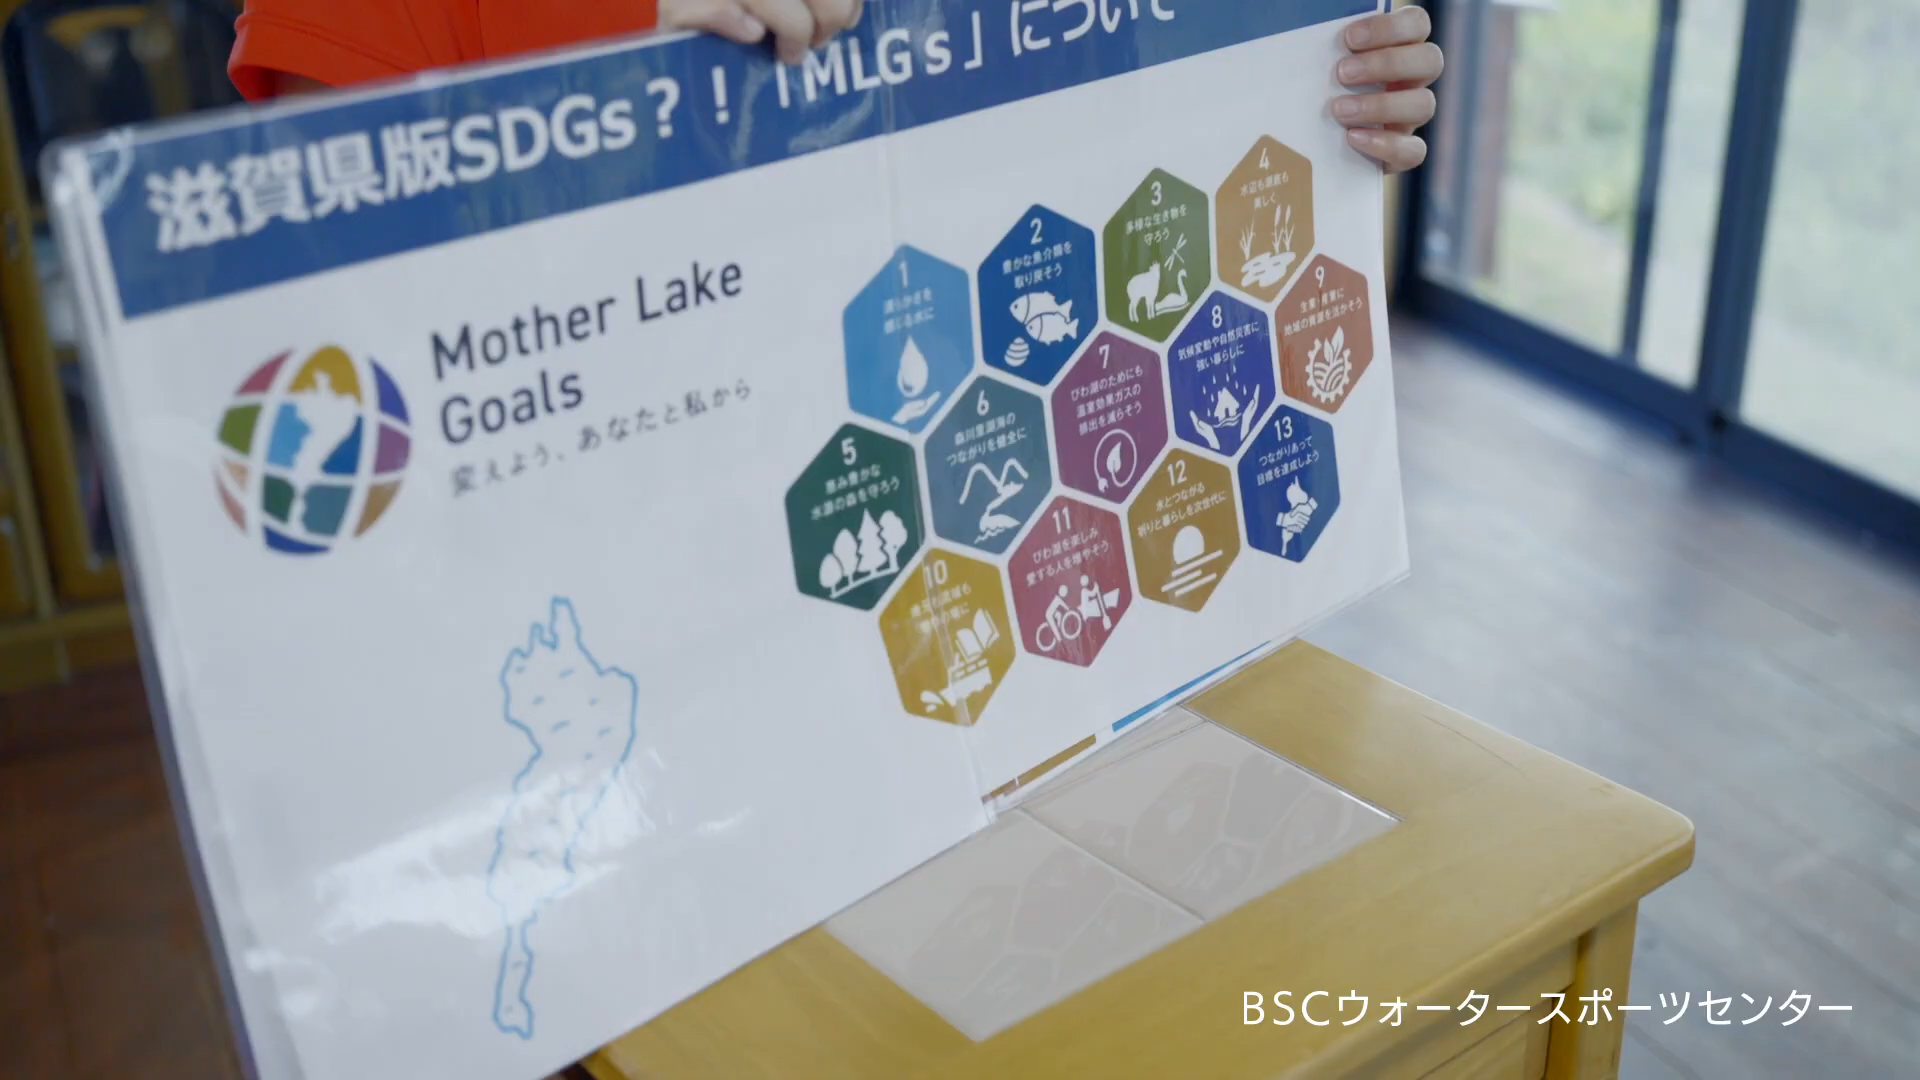 滋賀県版SDGs？！「MLGs」について
Mother Lake
Goals
変えよう、あなたと私から
1
清らかさを
感じる水に
2
豊かな魚介類を
取り戻そう
3
多様な生き物を
守ろう
4
水辺も湖底も
美しく
5
恵み豊かな
水源の森を守ろう
6
森川里湖海の
つながりを健全に
7
びわ湖のためにも
温室効果ガスの
排出を減らそう
8
気候変動や自然災害に
強い暮らしに
9
生業・産業に
地域の資源を活かそう
10
11
びわ湖を楽しみ
愛する人を増やそう
12
水とつながる
祈りと暮らしを次世代に
13
つながりあって
目標を達成しよう
BSCウォータースポーツセンター